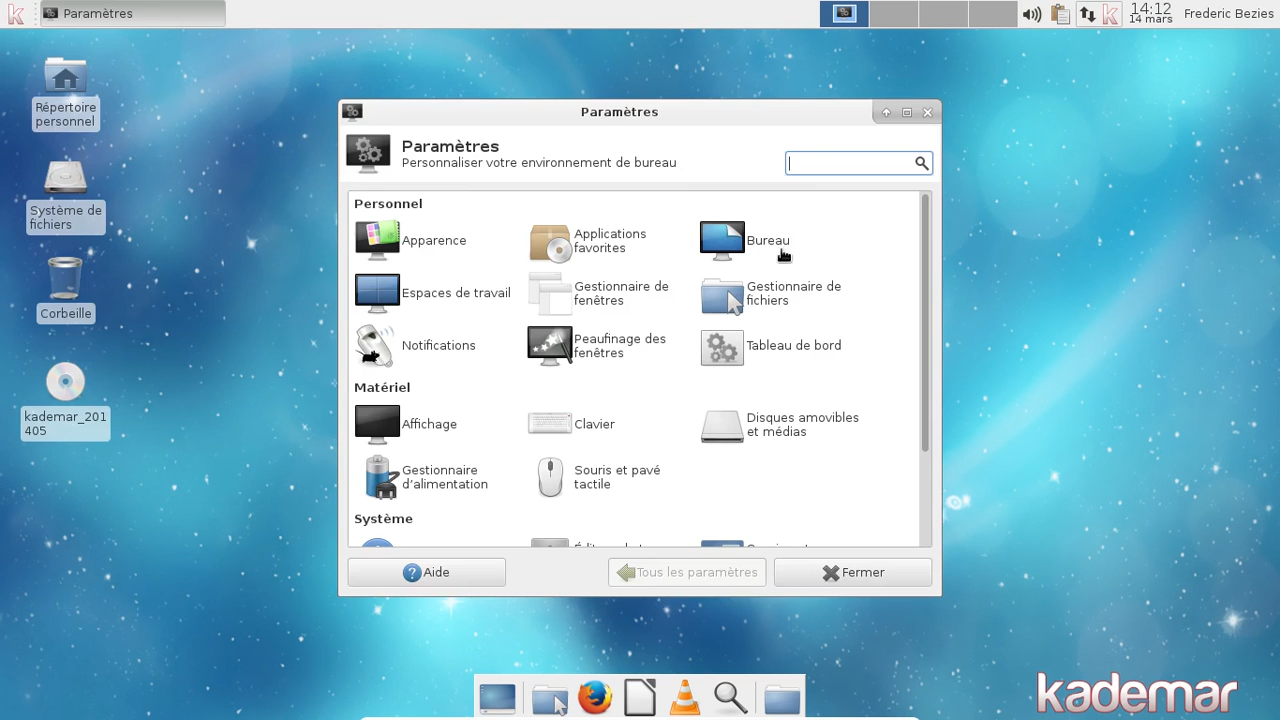 Paramètres
14:12
14 mars
Frederic Bezies
Répertoire
personnel
Système de
fichiers
Corbeille
kademar_201
405
Paramètres
Paramètres
Personnaliser votre environnement de bureau
Personnel
Apparence
Applications
favorites
Bureau
Espaces de travail
Gestionnaire de
fenêtres
Gestionnaire de
fichiers
Notifications
Peaufinage des
fenêtres
Tableau de bord
Matériel
Affichage
Clavier
Disques amovibles
et médias
Gestionnaire
d’alimentation
Souris et pavé
tactile
Système
Aide
Tous les paramètres
Fermer
kademar